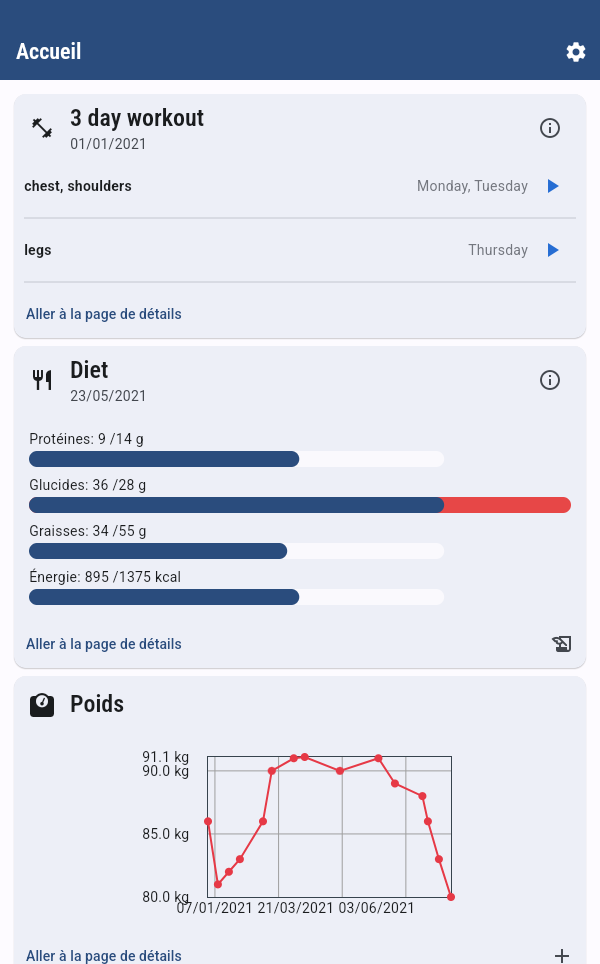 Accueil
3 day workout
01/01/2021
chest, shoulders Monday, Tuesday
legs Thursday
Aller à la page de détails
Diet
23/05/2021
Protéines: 9 /14 g
Glucides: 36 /28 g
Graisses: 34 /55 g
Énergie: 895 /1375 kcal
Aller à la page de détails
Poids
91.1 kg
90.0 kg
85.0 kg
80.0 kg
07/01/2021 21/03/2021 03/06/2021
Aller à la page de détails